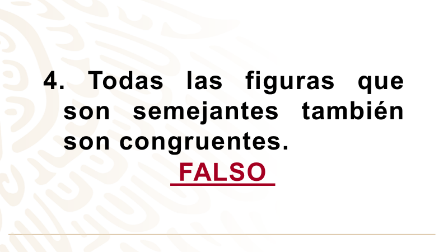 4. Todas las figuras que
son semejantes también
son congruentes.
FALSO